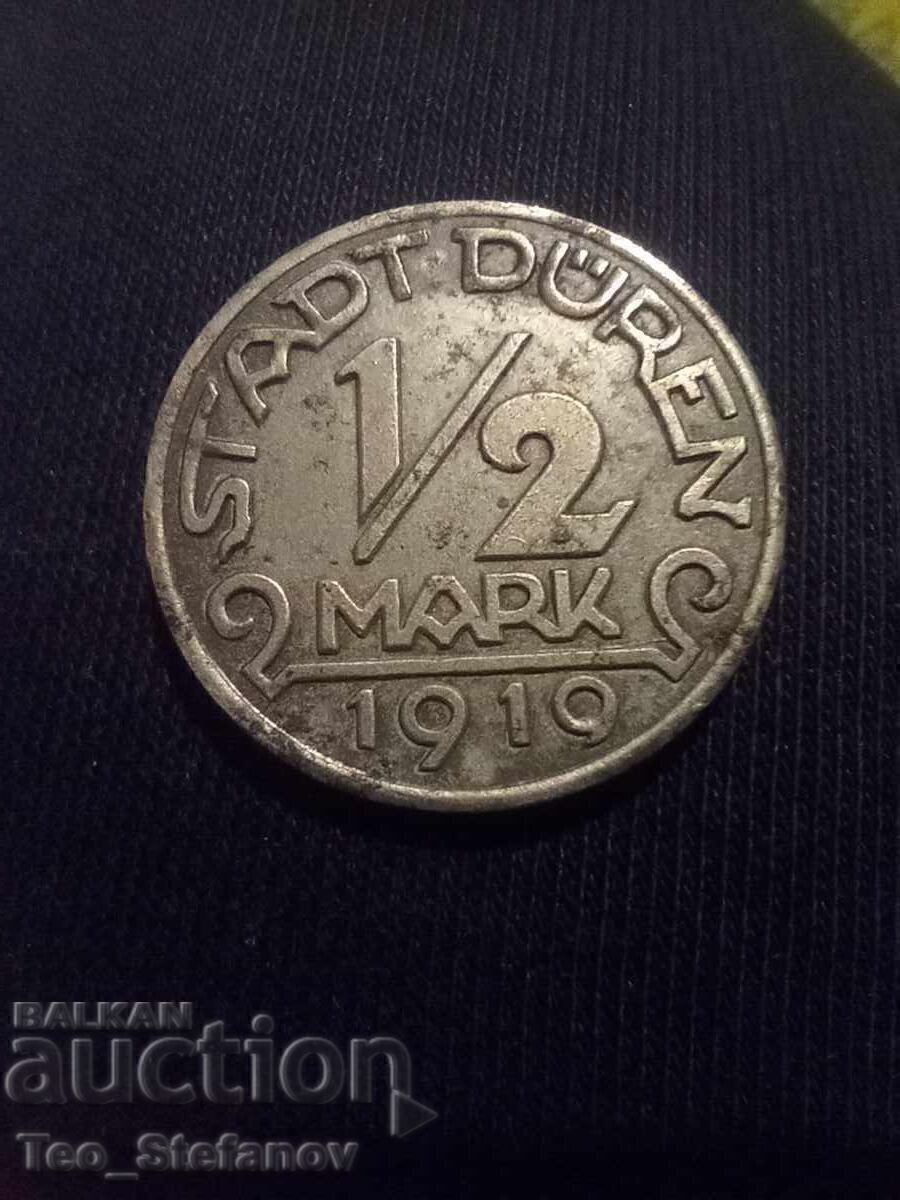 STADT DÜREN
1/2
MARK
1919
BALKAN
auction
Teo_Stefanov